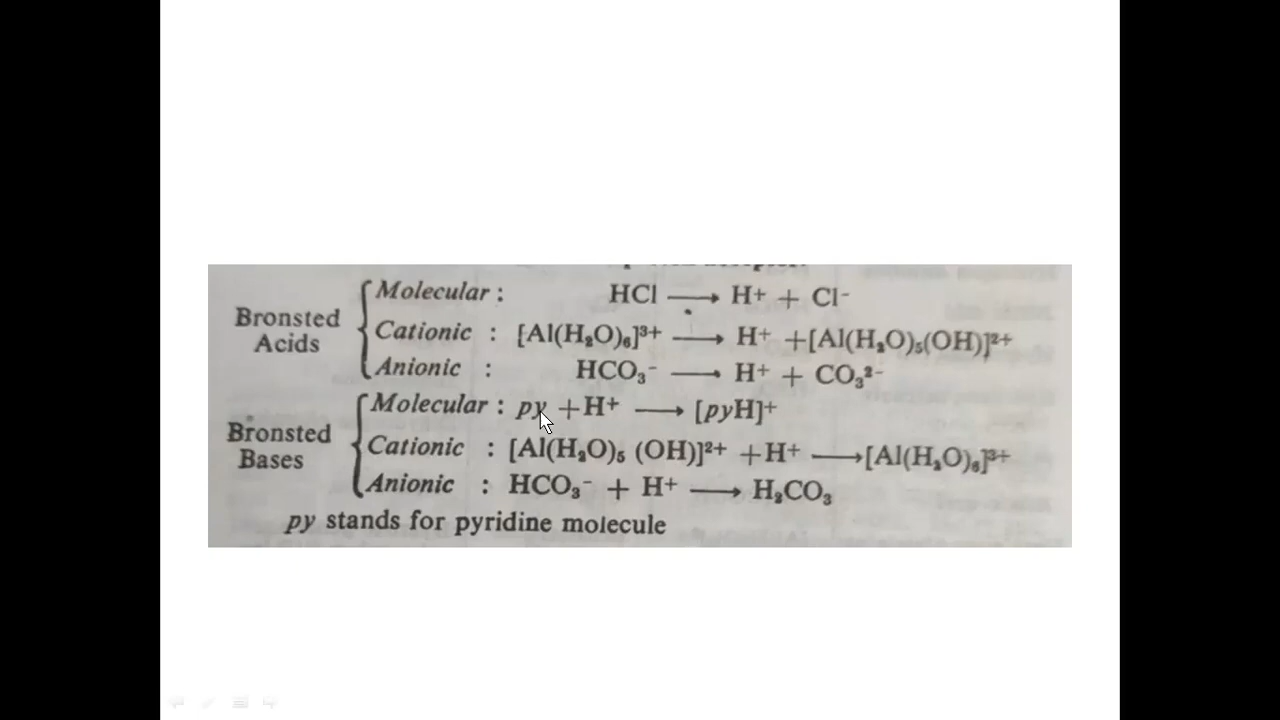 Bronsted Acids
Molecular : HCl ⟶ H⁺ + Cl⁻
Cationic : [Al(H₂O)₆]³⁺ ⟶ H⁺ +[Al(H₂O)₅(OH)]²⁺
Anionic : HCO₃⁻ ⟶ H⁺ + CO₃²⁻
Bronsted Bases
Molecular : py +H⁺ ⟶ [pyH]⁺
Cationic : [Al(H₂O)₅ (OH)]²⁺ +H⁺ ⟶[Al(H₂O)₆]³⁺
Anionic : HCO₃⁻ + H⁺ ⟶ H₂CO₃
py stands for pyridine molecule